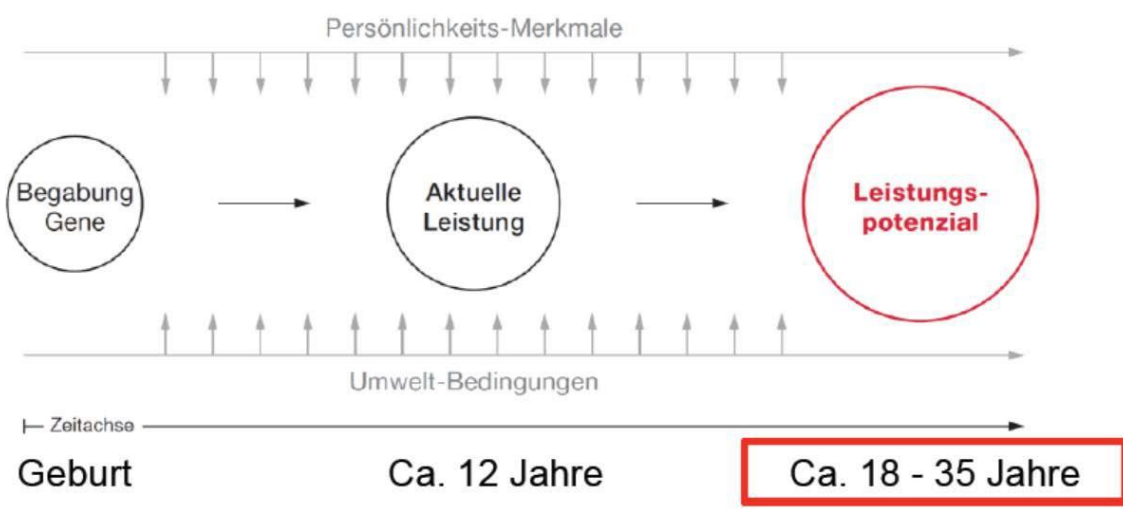 Persönlichkeits-Merkmale
Begabung
Gene
Aktuelle
Leistung
Leistungs-
potenzial
Umwelt-Bedingungen
Zeitachse
Geburt
Ca. 12 Jahre
Ca. 18 - 35 Jahre